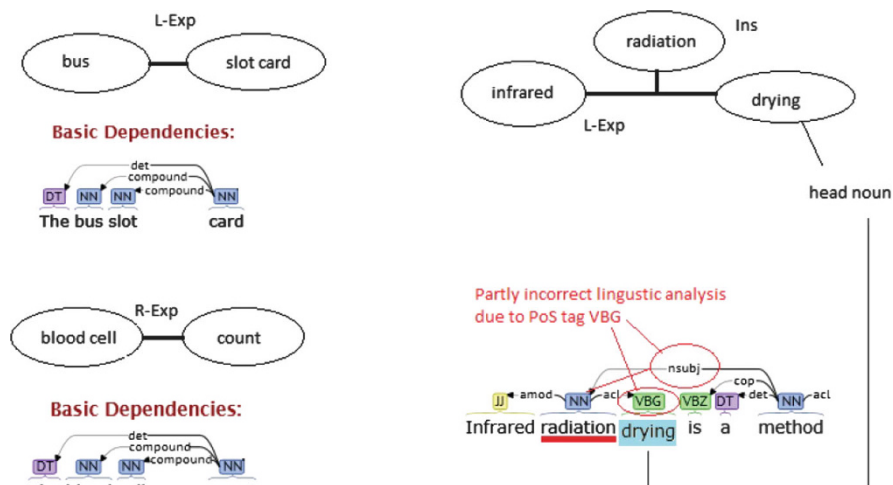 L-Exp
bus
slot card
Basic Dependencies:
det
compound
compound
DT NN NN NN
The bus slot card
R-Exp
blood cell
count
Basic Dependencies:
det
compound
compound
DT NN NN NN
radiation
Ins
infrared
drying
L-Exp
head noun
Partly incorrect lingustic analysis
due to PoS tag VBG
nsubj
cop
amod acl det acl
JJ NN VBG VBZ DT NN
Infrared radiation drying is a method